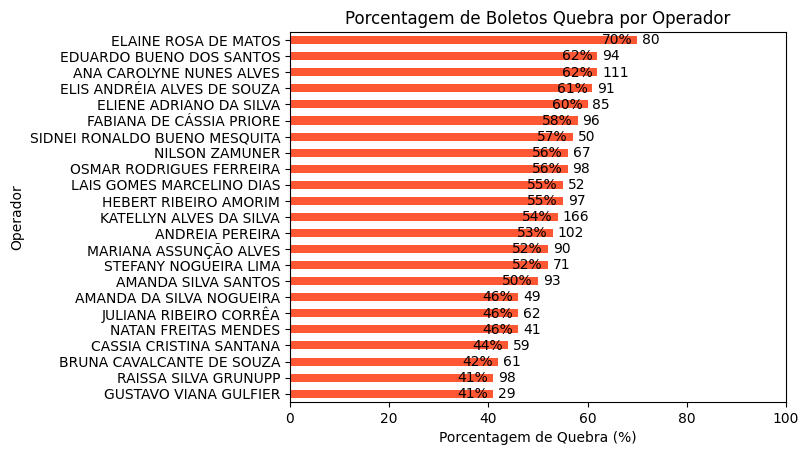 Porcentagem de Boletos Quebra por Operador
ELAINE ROSA DE MATOS 70% 80
EDUARDO BUENO DOS SANTOS 62% 94
ANA CAROLYNE NUNES ALVES 62% 111
ELIS ANDRÉIA ALVES DE SOUZA 61% 91
ELIENE ADRIANO DA SILVA 60% 85
FABIANA DE CÁSSIA PRIORE 58% 96
SIDNEI RONALDO BUENO MESQUITA 57% 50
NILSON ZAMUNER 56% 67
OSMAR RODRIGUES FERREIRA 56% 98
LAIS GOMES MARCELINO DIAS 55% 52
HEBERT RIBEIRO AMORIM 55% 97
KATELLYN ALVES DA SILVA 54% 166
ANDREIA PEREIRA 53% 102
MARIANA ASSUNÇÃO ALVES 52% 90
STEFANY NOGUEIRA LIMA 52% 71
AMANDA SILVA SANTOS 50% 93
AMANDA DA SILVA NOGUEIRA 46% 49
JULIANA RIBEIRO CORRÊA 46% 62
NATAN FREITAS MENDES 46% 41
CASSIA CRISTINA SANTANA 44% 59
BRUNA CAVALCANTE DE SOUZA 42% 61
RAISSA SILVA GRUNUPP 41% 98
GUSTAVO VIANA GULFIER 41% 29
Operador
0 20 40 60 80 100
Porcentagem de Quebra (%)